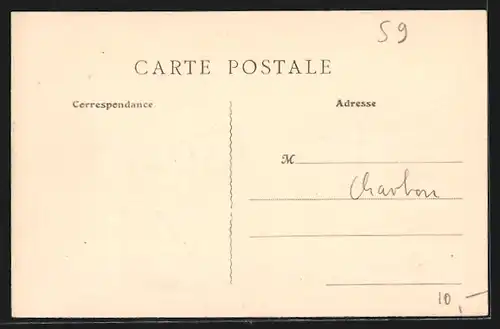 59
CARTE POSTALE
Correspondance
Adresse
M
Charbon
10,-